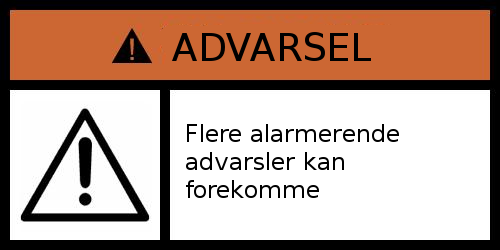 ADVARSEL
Flere alarmerende
advarsler kan
forekomme